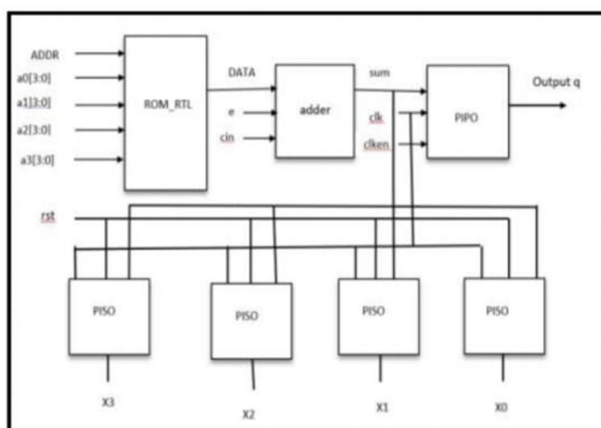 ADDR
a0[3:0]
a1]3:0]
a2[3:0]
a3[3:0]
ROM_RTL
DATA
e
cin
adder
sum
clk
clken
PIPO
Output q
rst
PISO
PISO
PISO
PISO
X3
X2
X1
X0